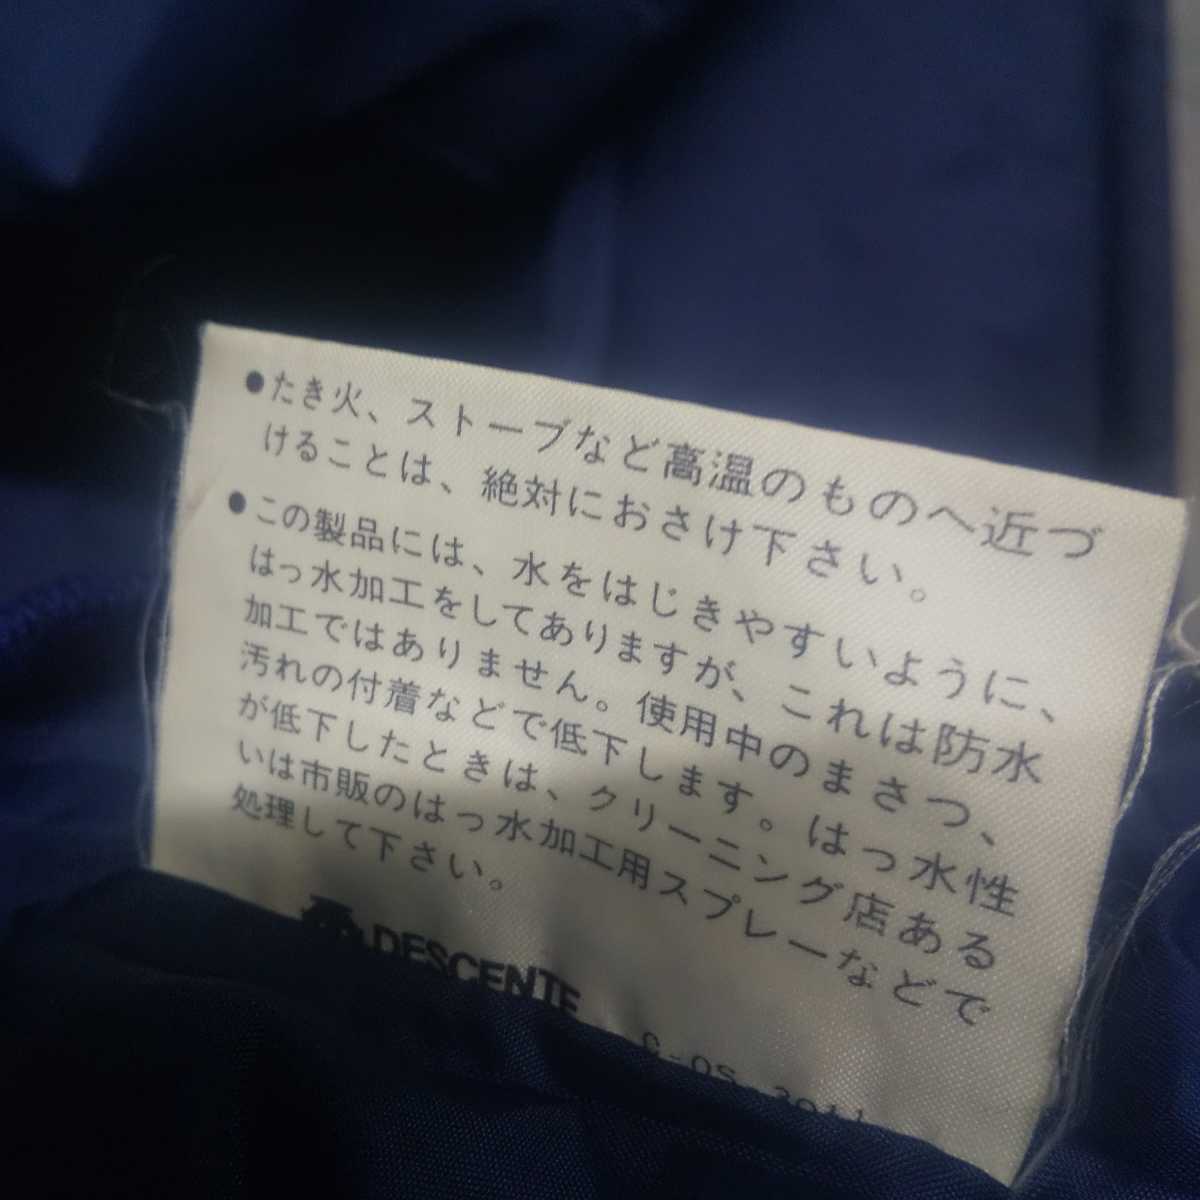 ●たき火、ストーブなど高温のものへ近づ
けることは、絶対におさけ下さい。
●この製品には、水をはじきやすいように、
はっ水加工をしてありますが、これは防水
加工ではありません。使用中のまさつ、
汚れの付着などで低下します。はっ水性
が低下したときは、クリーニング店ある
いは市販のはっ水加工用スプレーなどで
処理して下さい。
DESCENTE